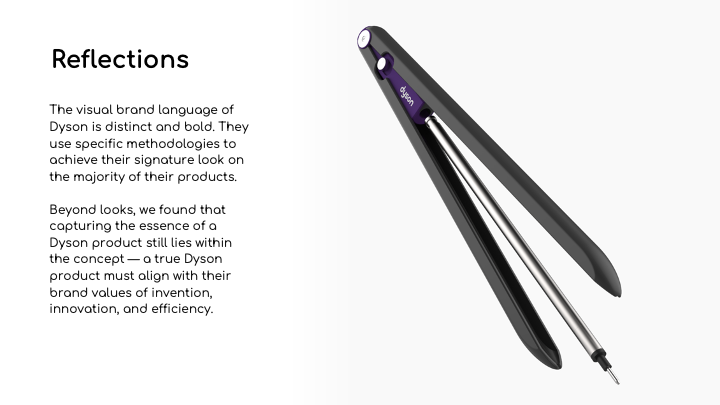 Reflections
The visual brand language of
Dyson is distinct and bold. They
use specific methodologies to
achieve their signature look on
the majority of their products.
Beyond looks, we found that
capturing the essence of a
Dyson product still lies within
the concept — a true Dyson
product must align with their
brand values of invention,
innovation, and efficiency.
dyson